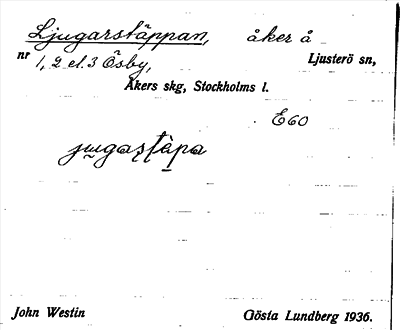 Ljugarstäppan, åker å
nr 1, 2 el. 3 Åsby, Ljusterö sn,
Åkers skg, Stockholms l.
E60
jugastàpa
John Westin Gösta Lundberg 1936.